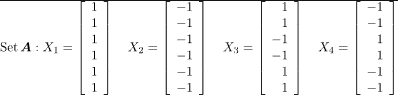 Set A : X₁ = [1 1 1 1 1 1] X₂ = [−1 −1 −1 −1 −1 −1] X₃ = [1 1 −1 −1 1 1] X₄ = [−1 −1 1 1 −1 −1]